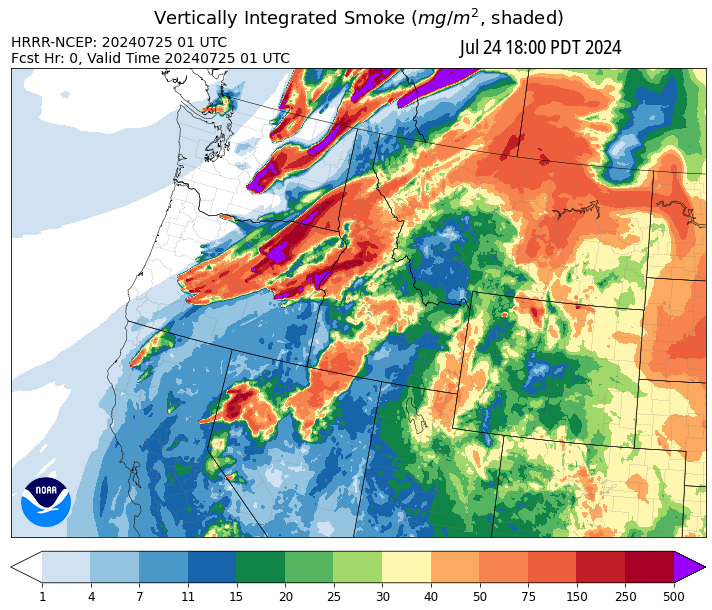 Vertically Integrated Smoke (mg/m², shaded)
HRRR-NCEP: 20240725 01 UTC
Jul 24 18:00 PDT 2024
Fcst Hr: 0, Valid Time 20240725 01 UTC
NOAA
1 4 7 11 15 20 25 30 40 50 75 150 250 500